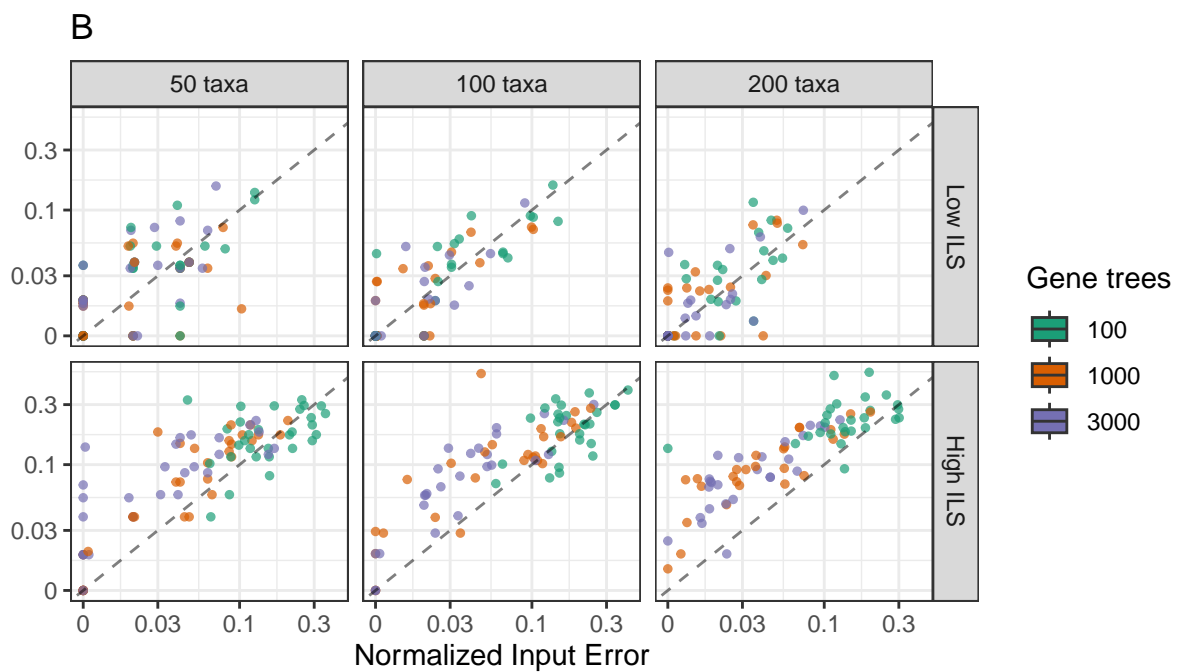 B
50 taxa 100 taxa 200 taxa
0.3
0.1
0.03
0
Low ILS
0.3
0.1
0.03
0
High ILS
0 0.03 0.1 0.3 0 0.03 0.1 0.3 0 0.03 0.1 0.3
Normalized Input Error
Gene trees
100
1000
3000